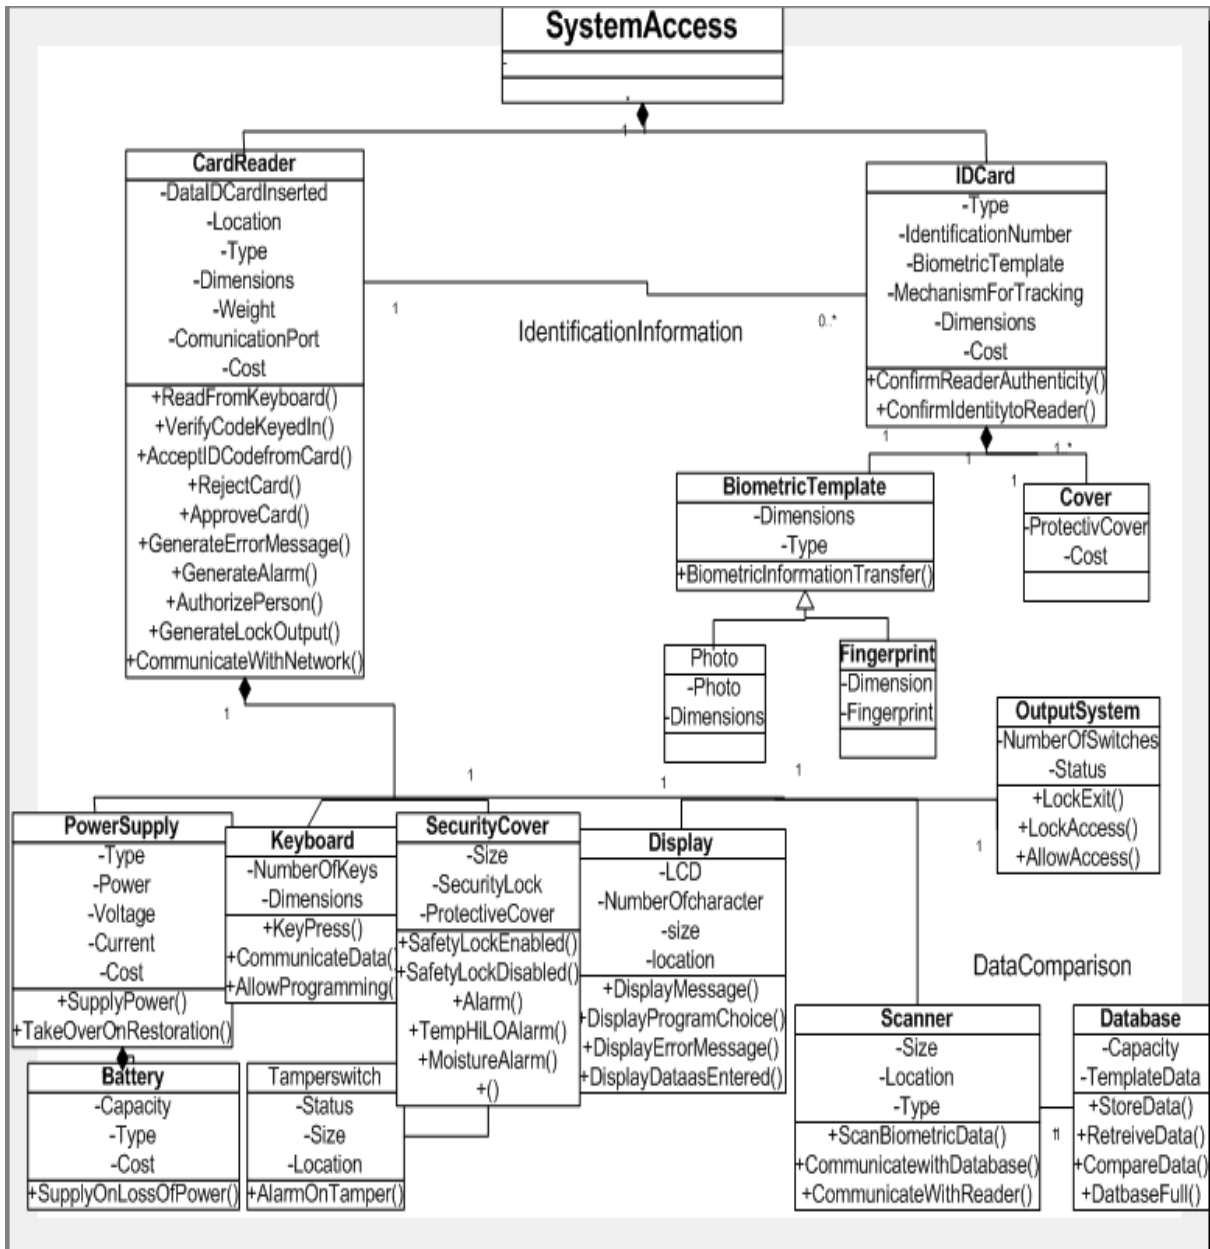 SystemAccess
-
*
1
CardReader
-DataIDCardInserted
-Location
-Type
-Dimensions
-Weight
-ComunicationPort
-Cost
+ReadFromKeyboard()
+VerifyCodeKeyedIn()
+AcceptIDCodefromCard()
+RejectCard()
+ApproveCard()
+GenerateErrorMessage()
+GenerateAlarm()
+AuthorizePerson()
+GenerateLockOutput()
+CommunicateWithNetwork()
1
IdentificationInformation
0..*
IDCard
-Type
-IdentificationNumber
-BiometricTemplate
-MechanismForTracking
-Dimensions
-Cost
+ConfirmReaderAuthenticity()
+ConfirmIdentitytoReader()
1
1
1..*
1
BiometricTemplate
-Dimensions
-Type
+BiometricInformationTransfer()
Cover
-ProtectivCover
-Cost
Photo
-Photo
-Dimensions
Fingerprint
-Dimension
-Fingerprint
OutputSystem
-NumberOfSwitches
-Status
+LockExit()
+LockAccess()
+AllowAccess()
1
1
1
1
1
PowerSupply
-Type
-Power
-Voltage
-Current
-Cost
+SupplyPower()
+TakeOverOnRestoration()
Keyboard
-NumberOfKeys
-Dimensions
+KeyPress()
+CommunicateData()
+AllowProgramming()
SecurityCover
-Size
-SecurityLock
-ProtectiveCover
+SafetyLockEnabled()
+SafetyLockDisabled()
+Alarm()
+TempHiLOAlarm()
+MoistureAlarm()
+()
Display
-LCD
-NumberOfcharacter
-size
-location
+DisplayMessage()
+DisplayProgramChoice()
+DisplayErrorMessage()
+DisplayDataasEntered()
DataComparison
Battery
-Capacity
-Type
-Cost
+SupplyOnLossOfPower()
Tamperswitch
-Status
-Size
-Location
+AlarmOnTamper()
Scanner
-Size
-Location
-Type
+ScanBiometricData()
+CommunicatewithDatabase()
+CommunicateWithReader()
11
Database
-Capacity
-TemplateData
+StoreData()
+RetreiveData()
+CompareData()
+DatbaseFull()